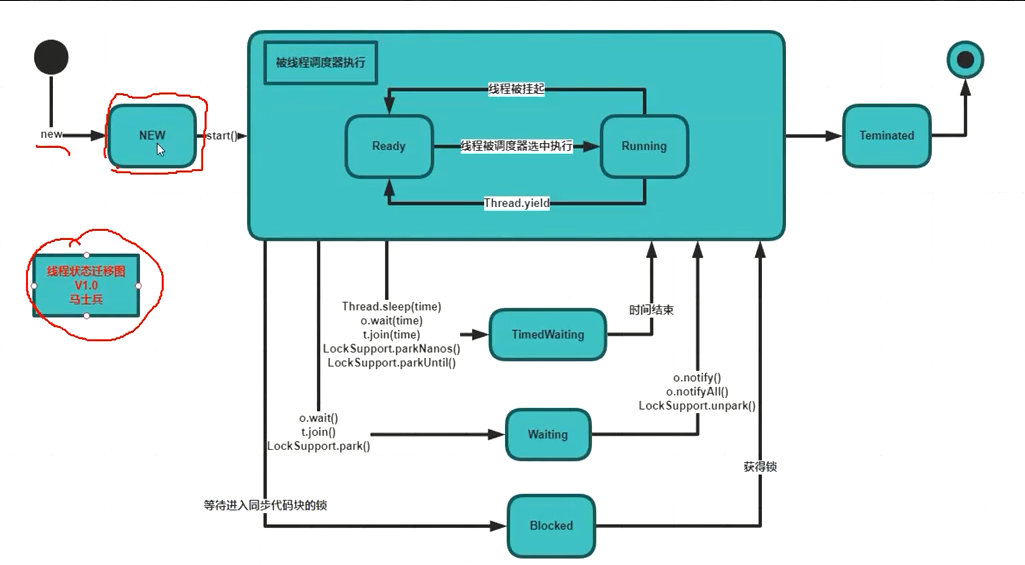 被线程调度器执行
线程被挂起
new
NEW
start()
Ready
线程被调度器选中执行
Running
Teminated
Thread.yield
线程状态迁移图
V1.0
马士兵
Thread.sleep(time)
o.wait(time)
t.join(time)
LockSupport.parkNanos()
LockSupport.parkUntil()
TimedWaiting
时间结束
o.notify()
o.notifyAll()
LockSupport.unpark()
o.wait()
t.join()
LockSupport.park()
Waiting
获得锁
等待进入同步代码块的锁
Blocked